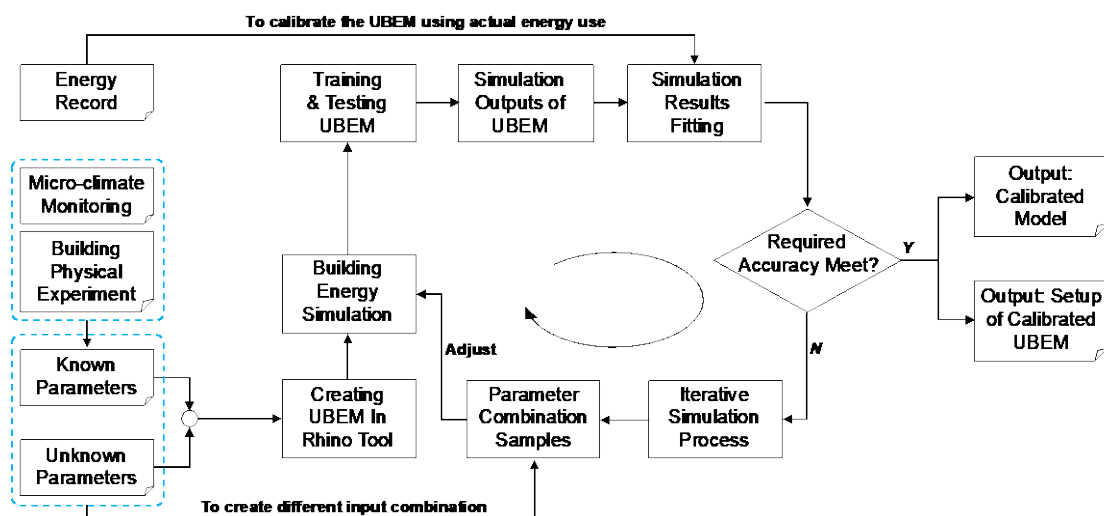 To calibrate the UBEM using actual energy use
Energy
Record
Training
& Testing
UBEM
Simulation
Outputs of
UBEM
Simulation
Results
Fitting
Micro-climate
Monitoring
Building
Physical
Experiment
Known
Parameters
Unknown
Parameters
Building
Energy
Simulation
Creating
UBEM In
Rhino Tool
Adjust
Parameter
Combination
Samples
Iterative
Simulation
Process
Required
Accuracy Meet?
Y
N
Output:
Calibrated
Model
Output: Setup
of Calibrated
UBEM
To create different input combination